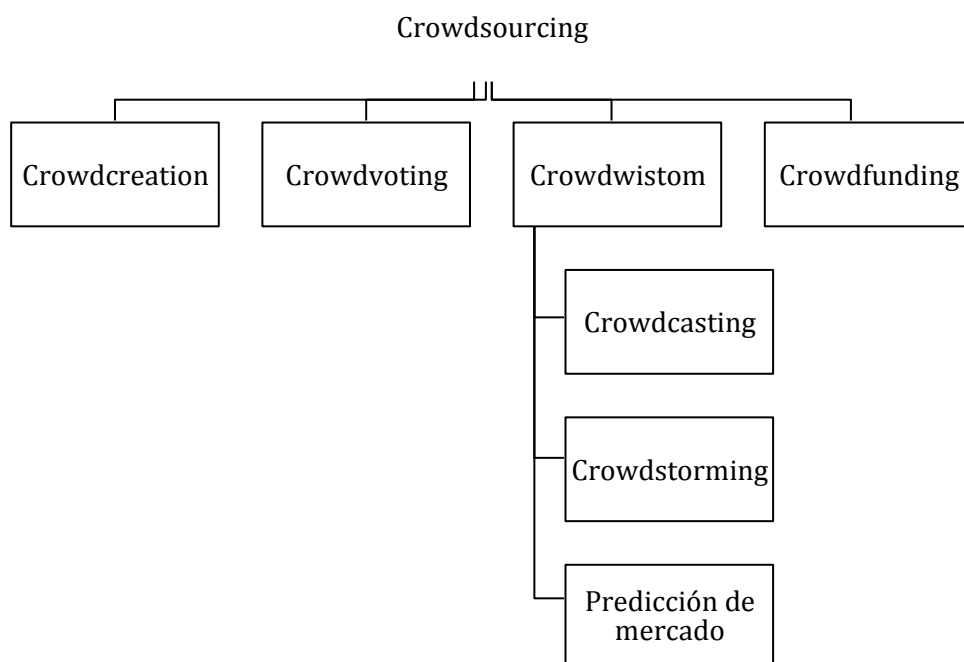 Crowdsourcing
Crowdcreation
Crowdvoting
Crowdwistom
Crowdfunding
Crowdcasting
Crowdstorming
Predicción de
mercado